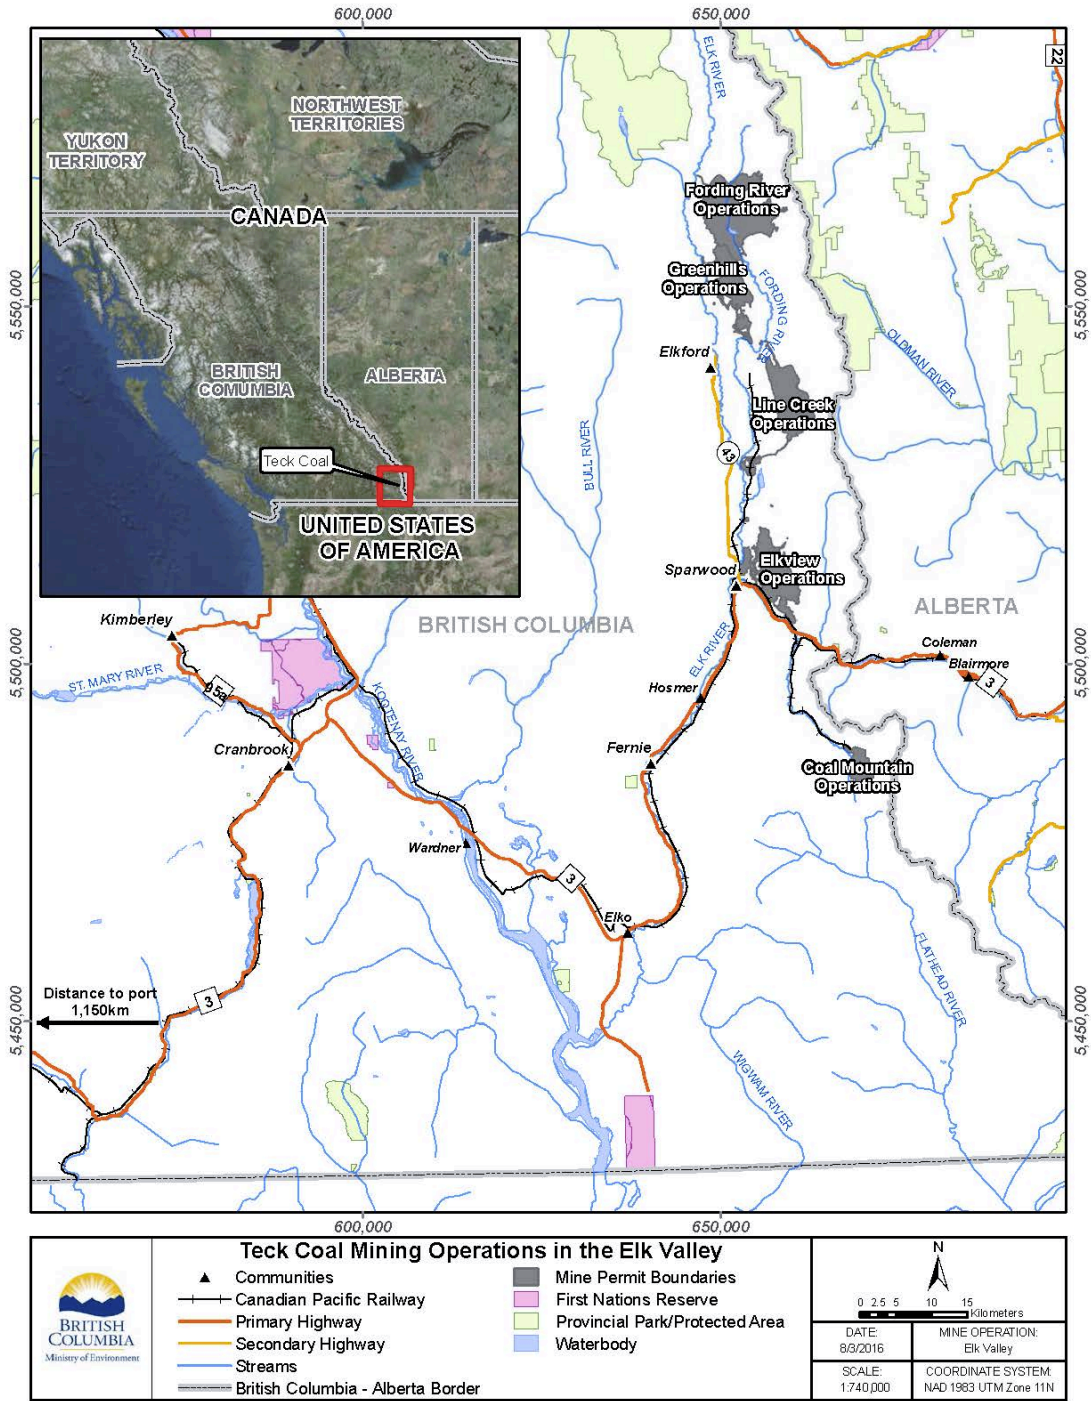 600,000
650,000
ELK RIVER
22
NORTHWEST
TERRITORIES
YUKON
TERRITORY
CANADA
BRITISH
COMUMBIA
ALBERTA
Teck Coal
UNITED STATES
OF AMERICA
Fording River
Operations
Greenhills
Operations
FORDING RIVER
5,550,000
5,550,000
Elkford
OLDMAN RIVER
Line Creek
Operations
43
BULL RIVER
Elkview
Operations
Sparwood
Kimberley
BRITISH COLUMBIA
ALBERTA
ELK RIVER
Coleman
Blairmore
3
5,500,000
5,500,000
ST. MARY RIVER
95a
Hosmer
KOOTENAY RIVER
Cranbrook
Fernie
Coal Mountain
Operations
Wardner
3
Elko
FLATHEAD RIVER
Distance to port
1,150km
3
5,450,000
5,450,000
WIGWAM RIVER
600,000
650,000
Teck Coal Mining Operations in the Elk Valley
Communities
Canadian Pacific Railway
Primary Highway
Secondary Highway
Streams
British Columbia - Alberta Border
Mine Permit Boundaries
First Nations Reserve
Provincial Park/Protected Area
Waterbody
BRITISH
COLUMBIA
Ministry of Environment
N
0 2.5 5 10 15
Kilometers
DATE:
8/3/2016
MINE OPERATION:
Elk Valley
SCALE:
1:740,000
COORDINATE SYSTEM:
NAD 1983 UTM Zone 11N